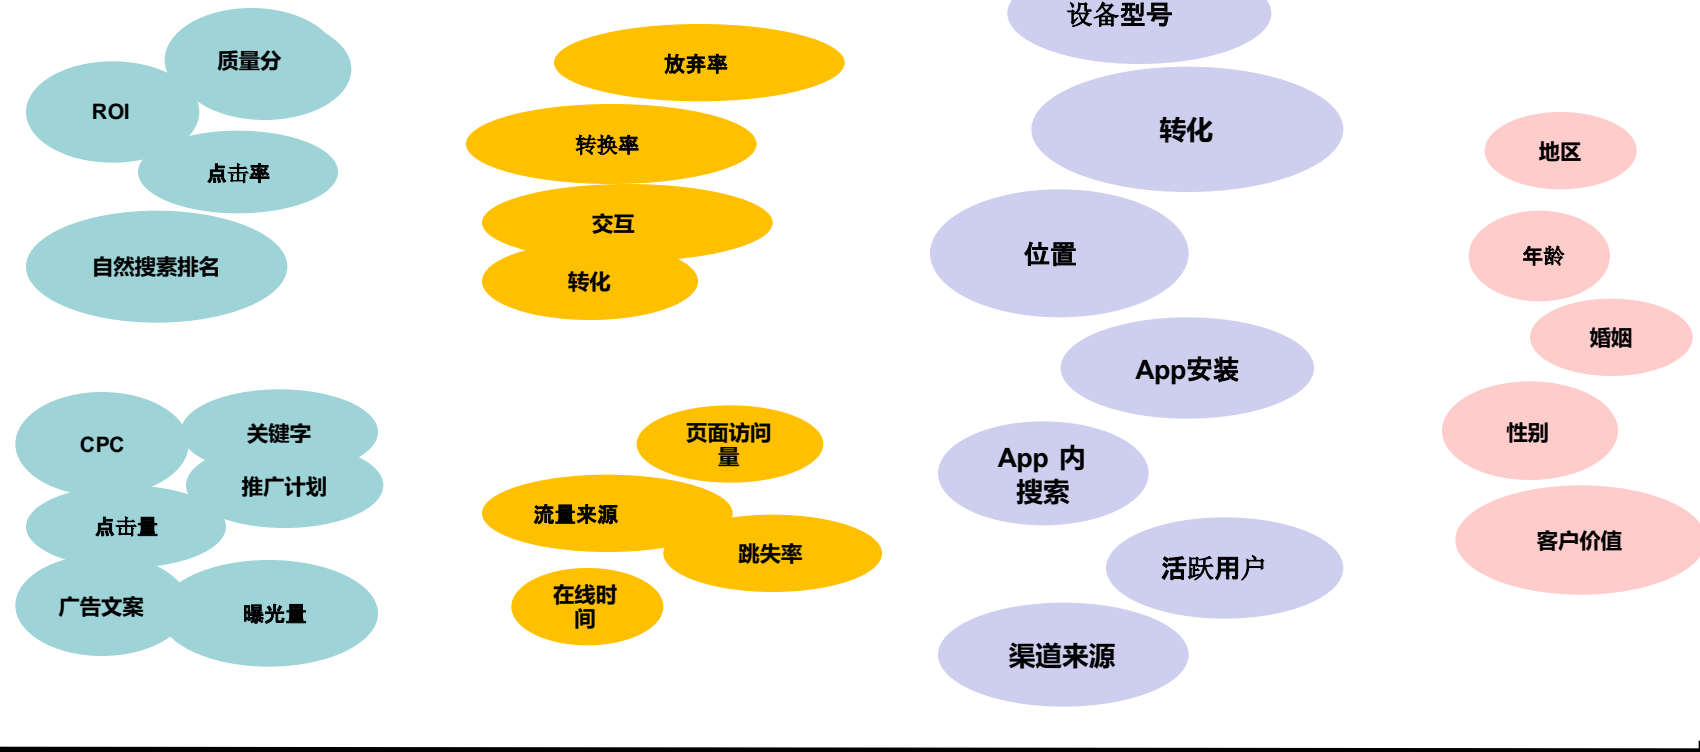 质量分
ROI
点击率
自然搜素排名
CPC
关键字
推广计划
点击量
广告文案
曝光量
放弃率
转换率
交互
转化
页面访问
量
流量来源
跳失率
在线时
间
设备型号
转化
位置
App安装
App 内
搜索
活跃用户
渠道来源
地区
年龄
婚姻
性别
客户价值